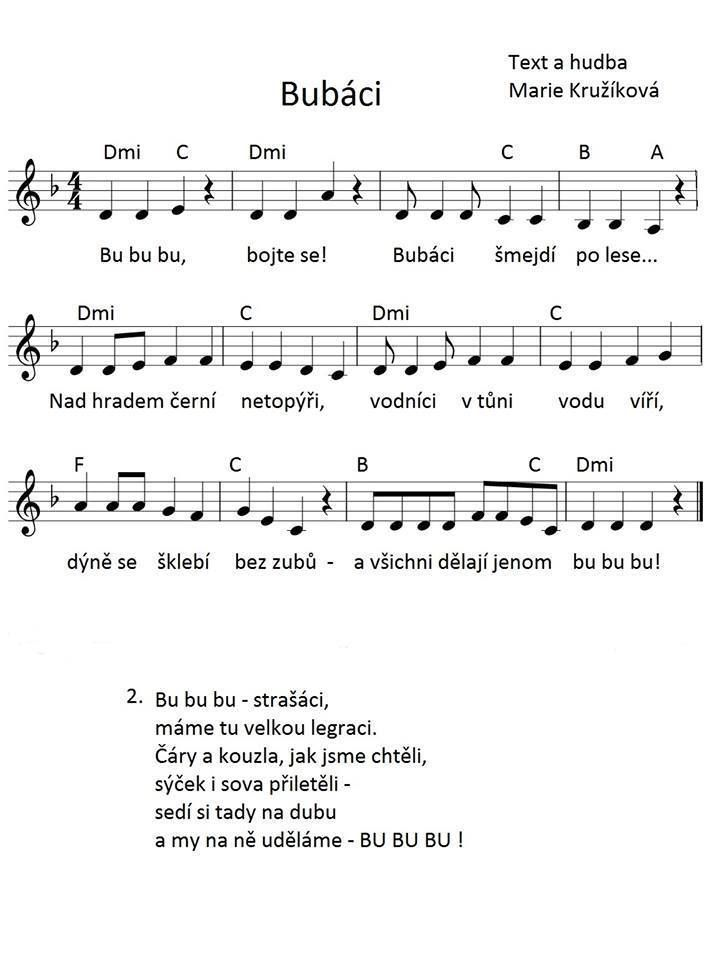 Text a hudba
Bubáci
Marie Kružíková
Dmi C Dmi C B A
4
4
Bu bu bu, bojte se! Bubáci šmejdí po lese...
Dmi C Dmi C
Nad hradem černí netopýři, vodníci v tůni vodu víří,
F C B C Dmi
dýně se šklebí bez zubů - a všichni dělají jenom bu bu bu!
2. Bu bu bu - strašáci,
máme tu velkou legraci.
Čáry a kouzla, jak jsme chtěli,
sýček i sova přiletěli -
sedí si tady na dubu
a my na ně uděláme - BU BU BU !